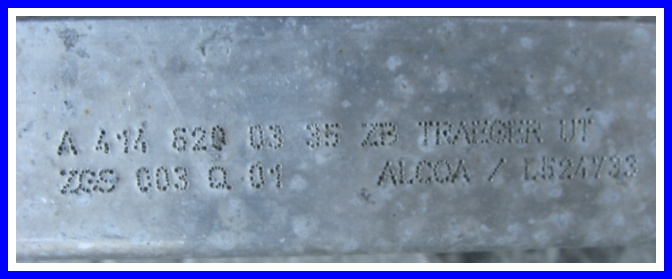 A 414 620 03 35 ZB TRAEGER UT
ZGS 003 Q 01 ALCOA / L524733